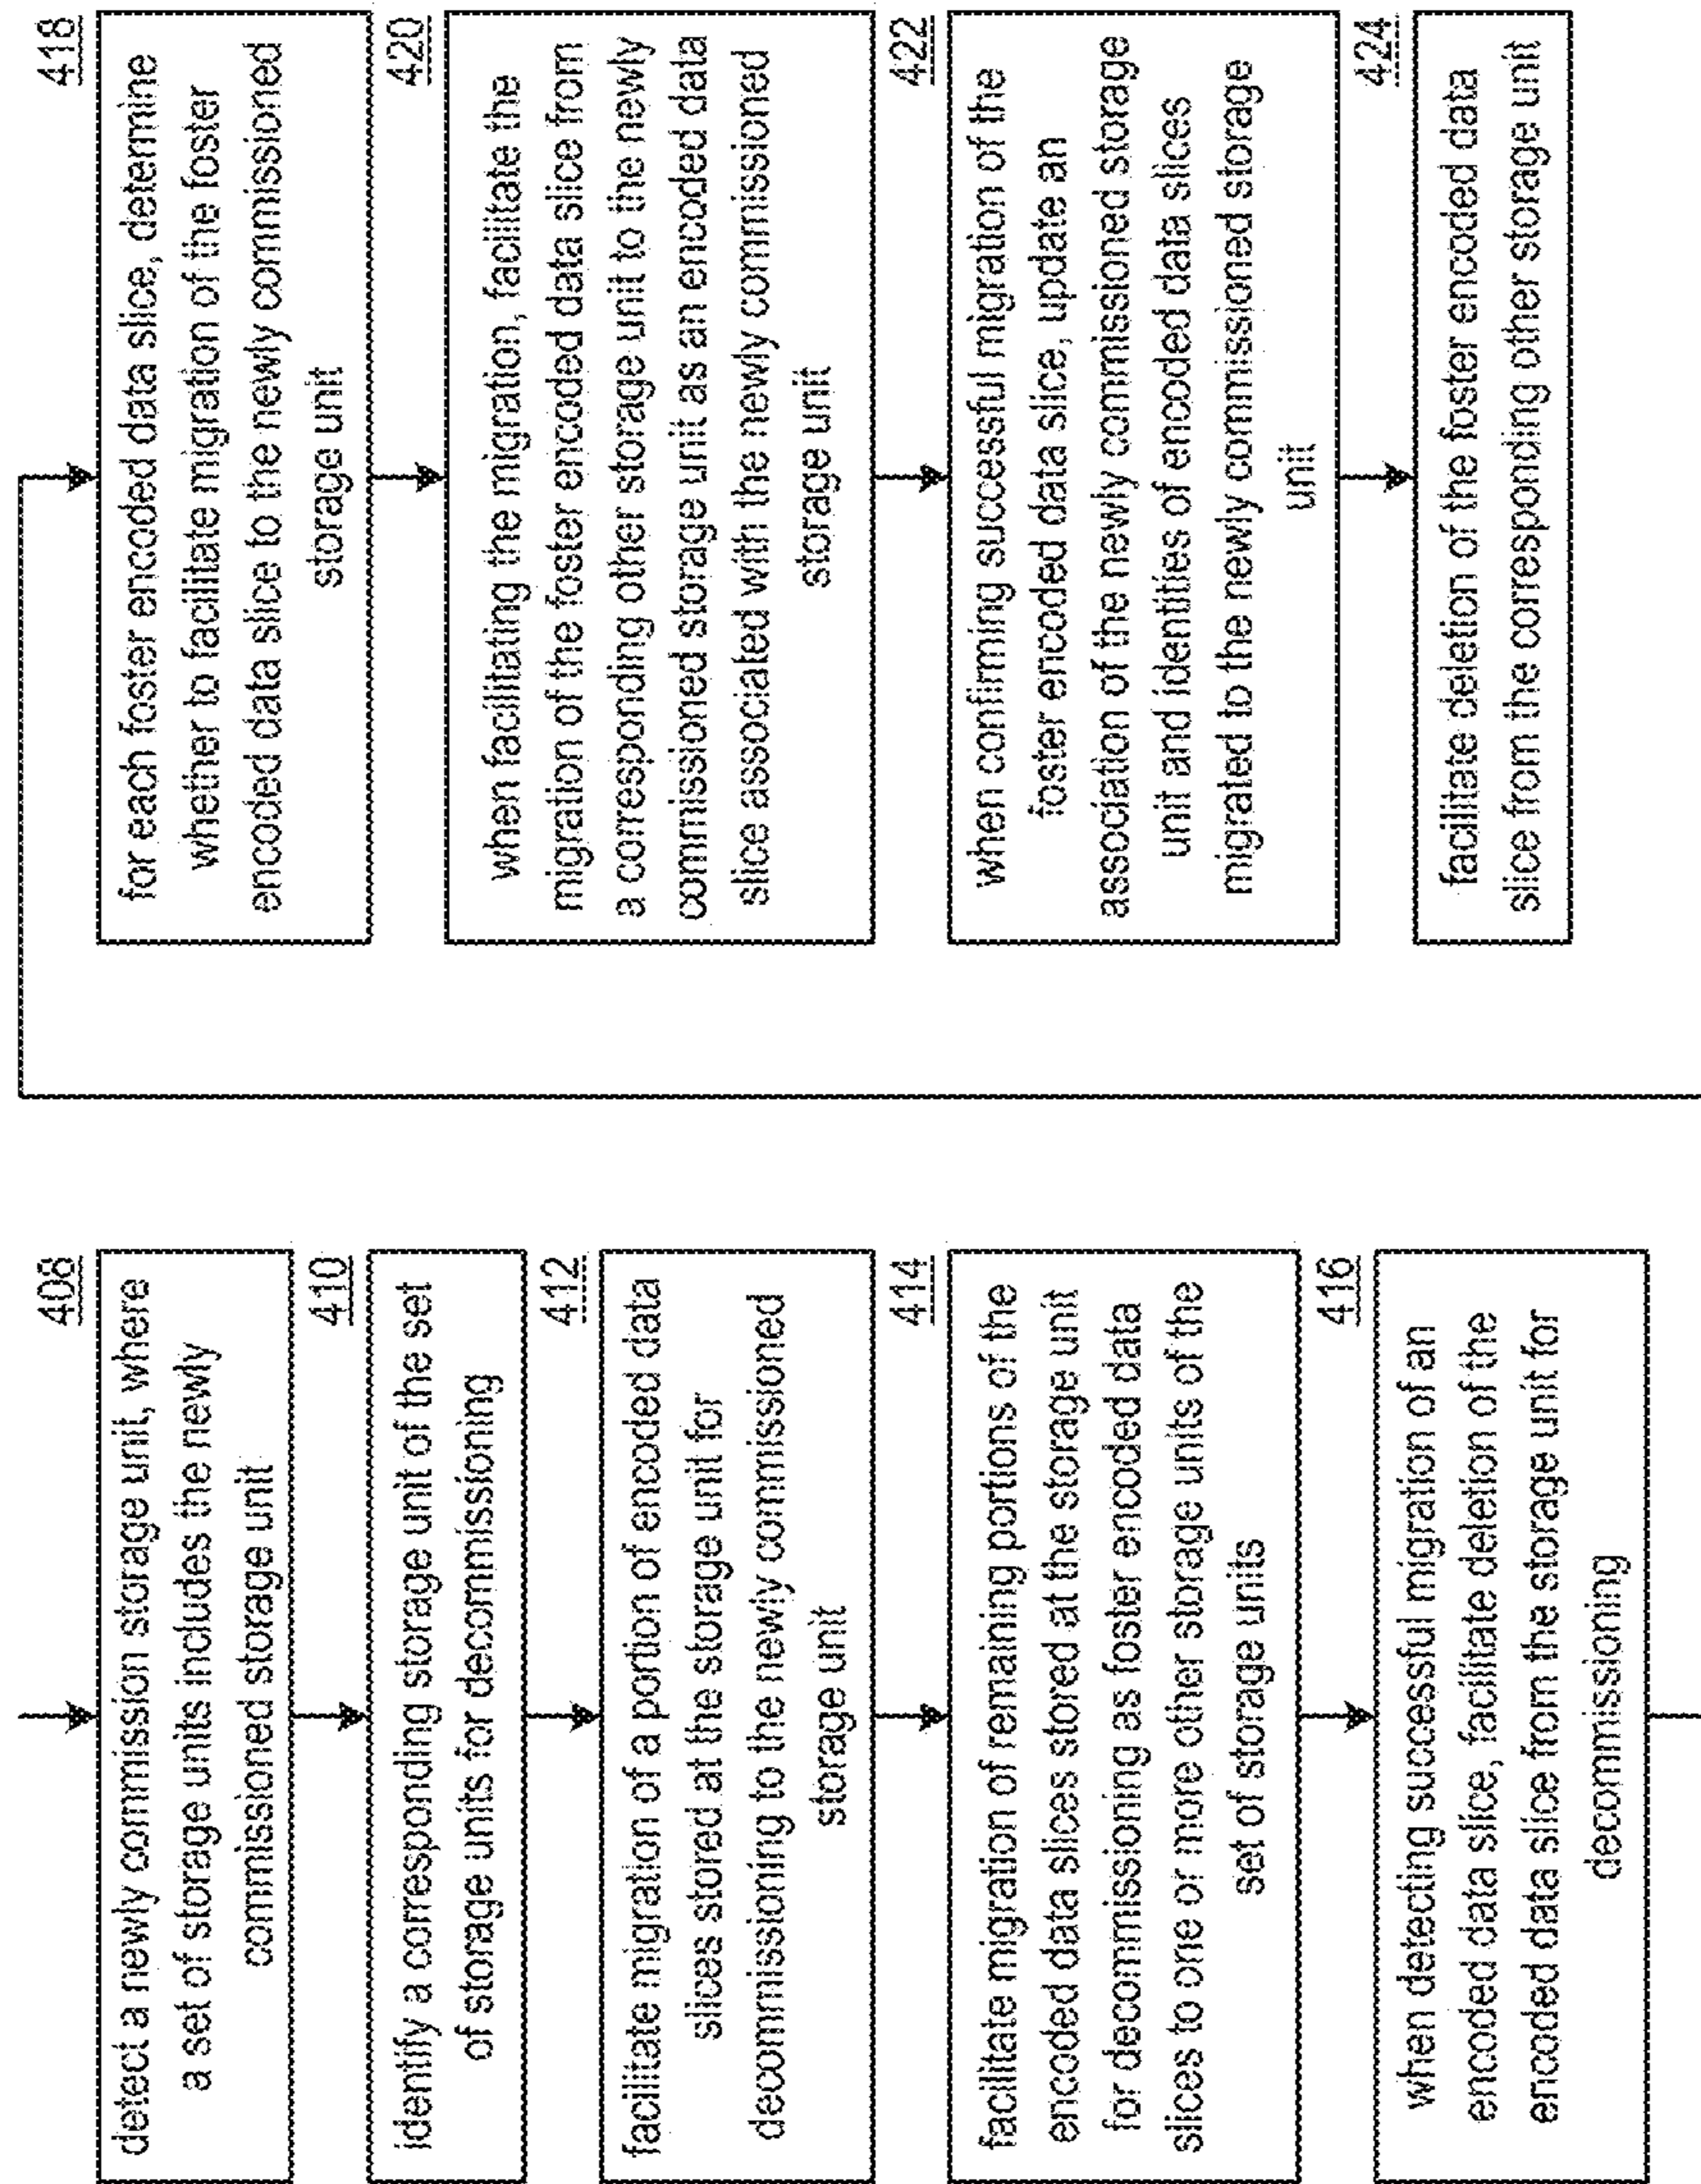 408
detect a newly commission storage unit, where
a set of storage units includes the newly
commissioned storage unit
410
identify a corresponding storage unit of the set
of storage units for decommissioning
412
facilitate migration of a portion of encoded data
slices stored at the storage unit for
decommissioning to the newly commissioned
storage unit
414
facilitate migration of remaining portions of the
encoded data slices stored at the storage unit
for decommissioning as foster encoded data
slices to one or more other storage units of the
set of storage units
416
when detecting successful migration of an
encoded data slice, facilitate deletion of the
encoded data slice from the storage unit for
decommissioning
418
for each foster encoded data slice, determine
whether to facilitate migration of the foster
encoded data slice to the newly commissioned
storage unit
420
when facilitating the migration, facilitate the
migration of the foster encoded data slice from
a corresponding other storage unit to the newly
commissioned storage unit as an encoded data
slice associated with the newly commissioned
storage unit
422
when confirming successful migration of the
foster encoded data slice, update an
association of the newly commissioned storage
unit and identities of encoded data slices
migrated to the newly commissioned storage
unit
424
facilitate deletion of the foster encoded data
slice from the corresponding other storage unit